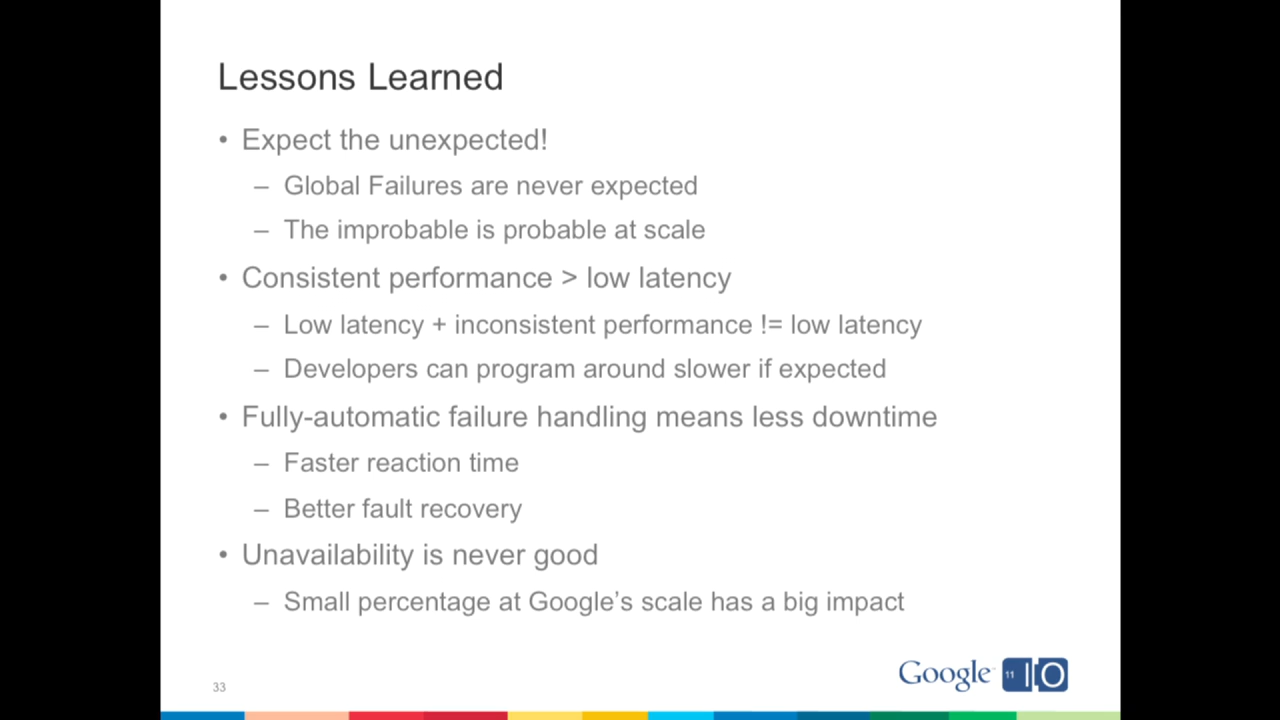 Lessons Learned
• Expect the unexpected!
– Global Failures are never expected
– The improbable is probable at scale
• Consistent performance > low latency
– Low latency + inconsistent performance != low latency
– Developers can program around slower if expected
• Fully-automatic failure handling means less downtime
– Faster reaction time
– Better fault recovery
• Unavailability is never good
– Small percentage at Google’s scale has a big impact
33
Google™ 11 IO